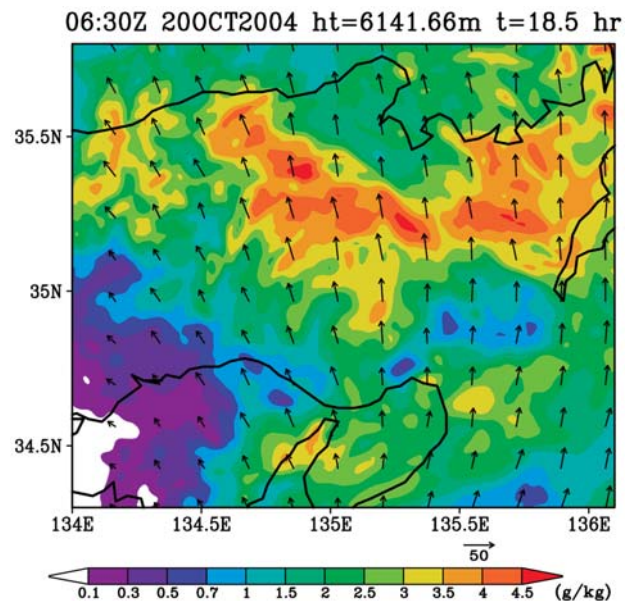 06:30Z 20OCT2004 ht=6141.66m t=18.5 hr
35.5N
35N
34.5N
134E 134.5E 135E 135.5E 136E
50
0.1 0.3 0.5 0.7 1 1.5 2 2.5 3 3.5 4 4.5 (g/kg)